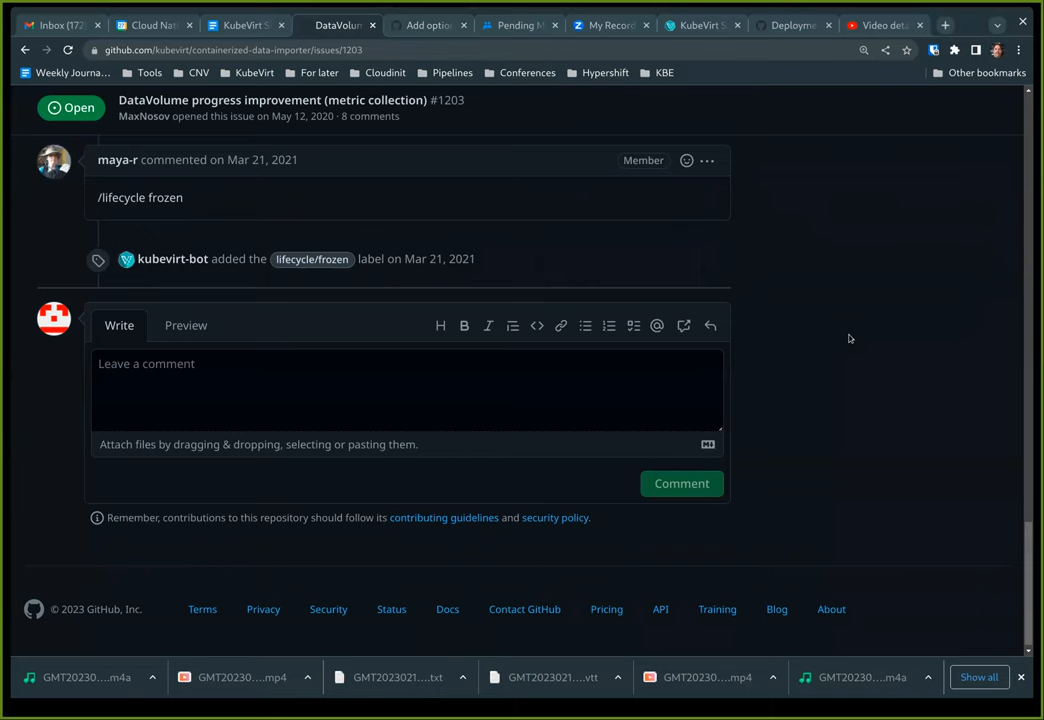 Inbox (172)
Cloud Nati
KubeVirt S
DataVolum
Add optio
Pending M
My Record
KubeVirt S
Deployme
Video deta
github.com/kubevirt/containerized-data-importer/issues/1203
Weekly Journa...
Tools
CNV
KubeVirt
For later
Cloudinit
Pipelines
Conferences
Hypershift
KBE
Other bookmarks
Open
DataVolume progress improvement (metric collection) #1203
MaxNosov opened this issue on May 12, 2020 · 8 comments
maya-r commented on Mar 21, 2021
Member
/lifecycle frozen
kubevirt-bot added the lifecycle/frozen label on Mar 21, 2021
Write
Preview
Leave a comment
Attach files by dragging & dropping, selecting or pasting them.
Comment
Remember, contributions to this repository should follow its contributing guidelines and security policy.
© 2023 GitHub, Inc.
Terms
Privacy
Security
Status
Docs
Contact GitHub
Pricing
API
Training
Blog
About
GMT20230....m4a
GMT20230....mp4
GMT2023021....txt
GMT2023021....vtt
GMT20230....mp4
GMT20230....m4a
Show all